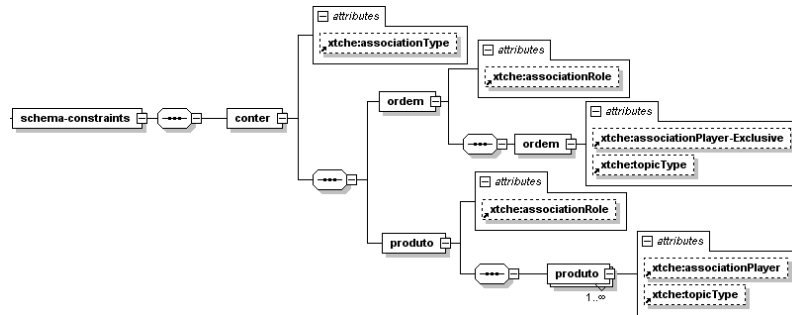 attributes
xtche:associationType
attributes
xtche:associationRole
ordem
attributes
schema-constraints
conter
ordem
xtche:associationPlayer-Exclusive
xtche:topicType
attributes
xtche:associationRole
produto
attributes
produto
xtche:associationPlayer
1..∞
xtche:topicType